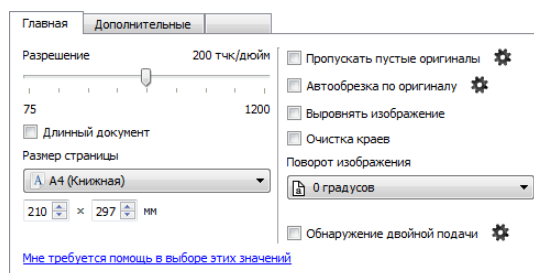 Главная
Дополнительные
Разрешение
200 тчк/дюйм
75
1200
Длинный документ
Размер страницы
A4 (Книжная)
210 × 297 мм
Пропускать пустые оригиналы
Автообрезка по оригиналу
Выровнять изображение
Очистка краев
Поворот изображения
0 градусов
Обнаружение двойной подачи
Мне требуется помощь в выборе этих значений